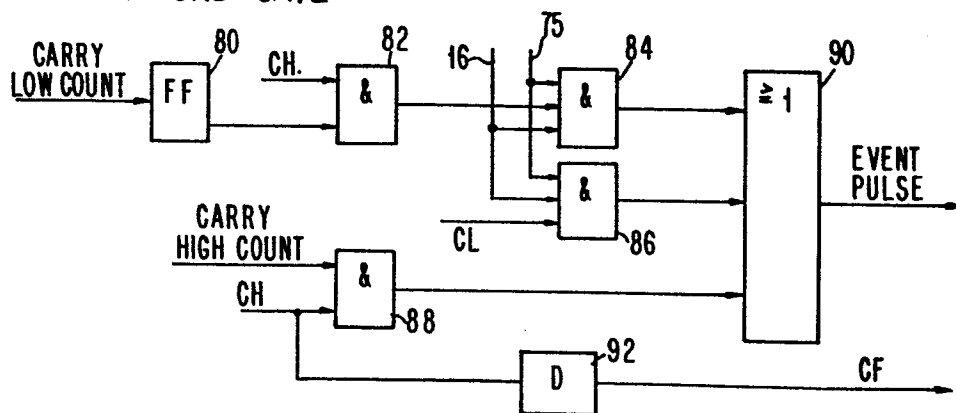 80
CARRY
LOW COUNT
FF
CH.
82
&
16
75
84
&
90
≥ 1
EVENT
PULSE
&
86
CL
CARRY
HIGH COUNT
CH
&
88
92
D
CF